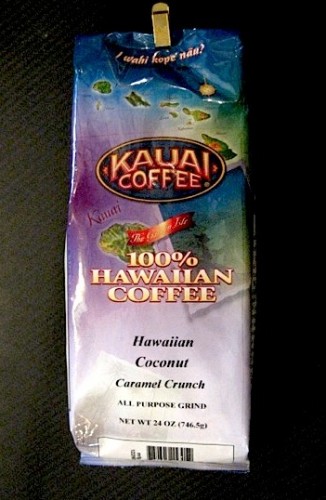 I wahi kope nāu?
KAUAI
COFFEE®
Kauai
The Garden Isle
100%
HAWAIIAN
COFFEE
Hawaiian
Coconut
Caramel Crunch
ALL PURPOSE GRIND
NET WT 24 OZ (746.5g)